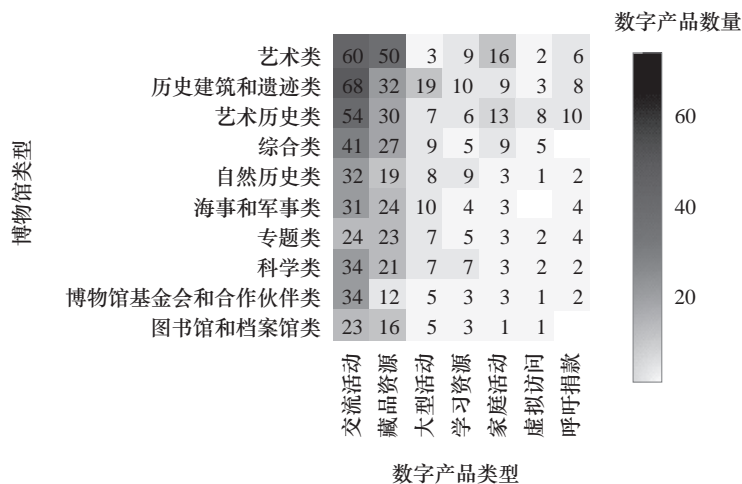 数字产品数量
艺术类 60 50 3 9 16 2 6
历史建筑和遗迹类 68 32 19 10 9 3 8
艺术历史类 54 30 7 6 13 8 10
综合类 41 27 9 5 9 5
自然历史类 32 19 8 9 3 1 2
海事和军事类 31 24 10 4 3 4
专题类 24 23 7 5 3 2 4
科学类 34 21 7 7 3 2 2
博物馆基金会和合作伙伴类 34 12 5 3 3 1 2
图书馆和档案馆类 23 16 5 3 1 1
博物馆类型
60
40
20
交流活动
藏品资源
大型活动
学习资源
家庭活动
虚拟访问
呼吁捐款
数字产品类型